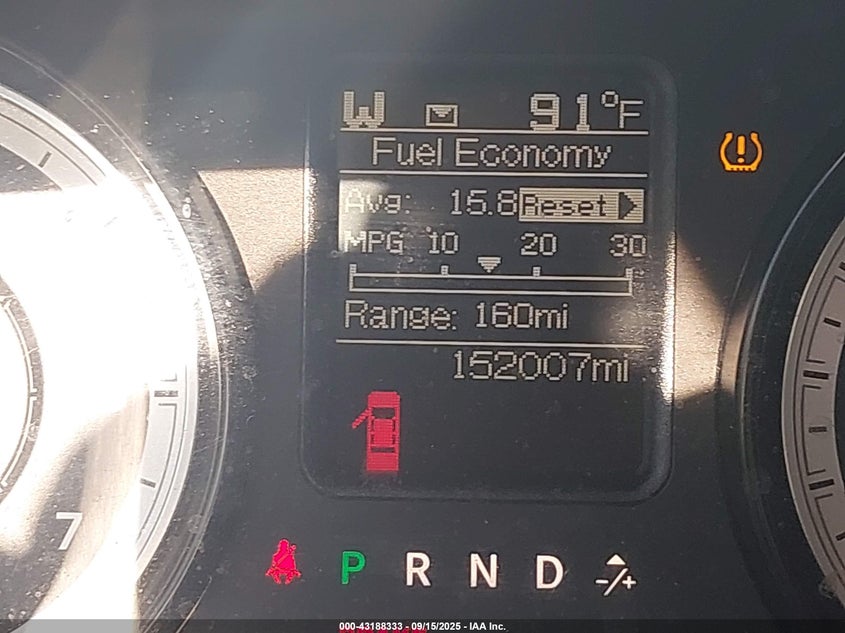 W 91°F
Fuel Economy
Avg: 15.8 Reset
MPG 10 20 30
Range: 160mi
152007mi
7
P R N D -/+
000-43188333 - 09/15/2025 - IAA Inc.